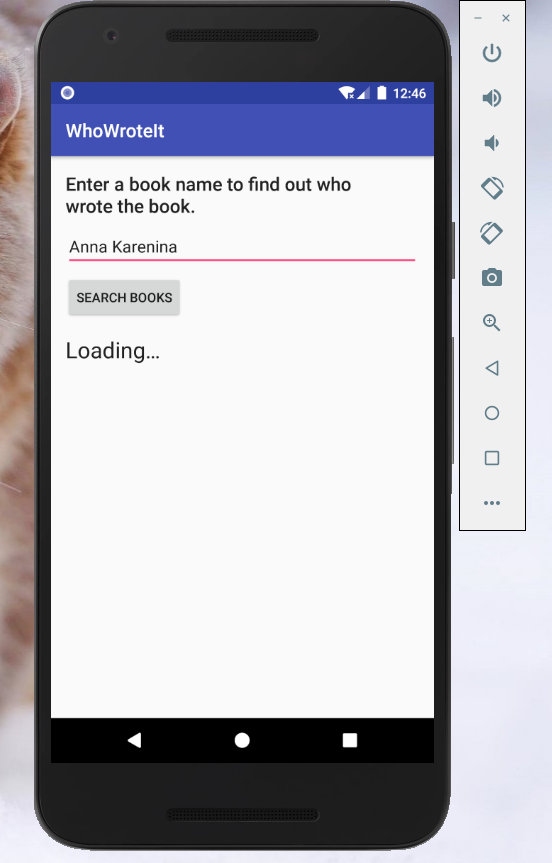 12:46
WhoWroteIt
Enter a book name to find out who
wrote the book.
Anna Karenina
SEARCH BOOKS
Loading...